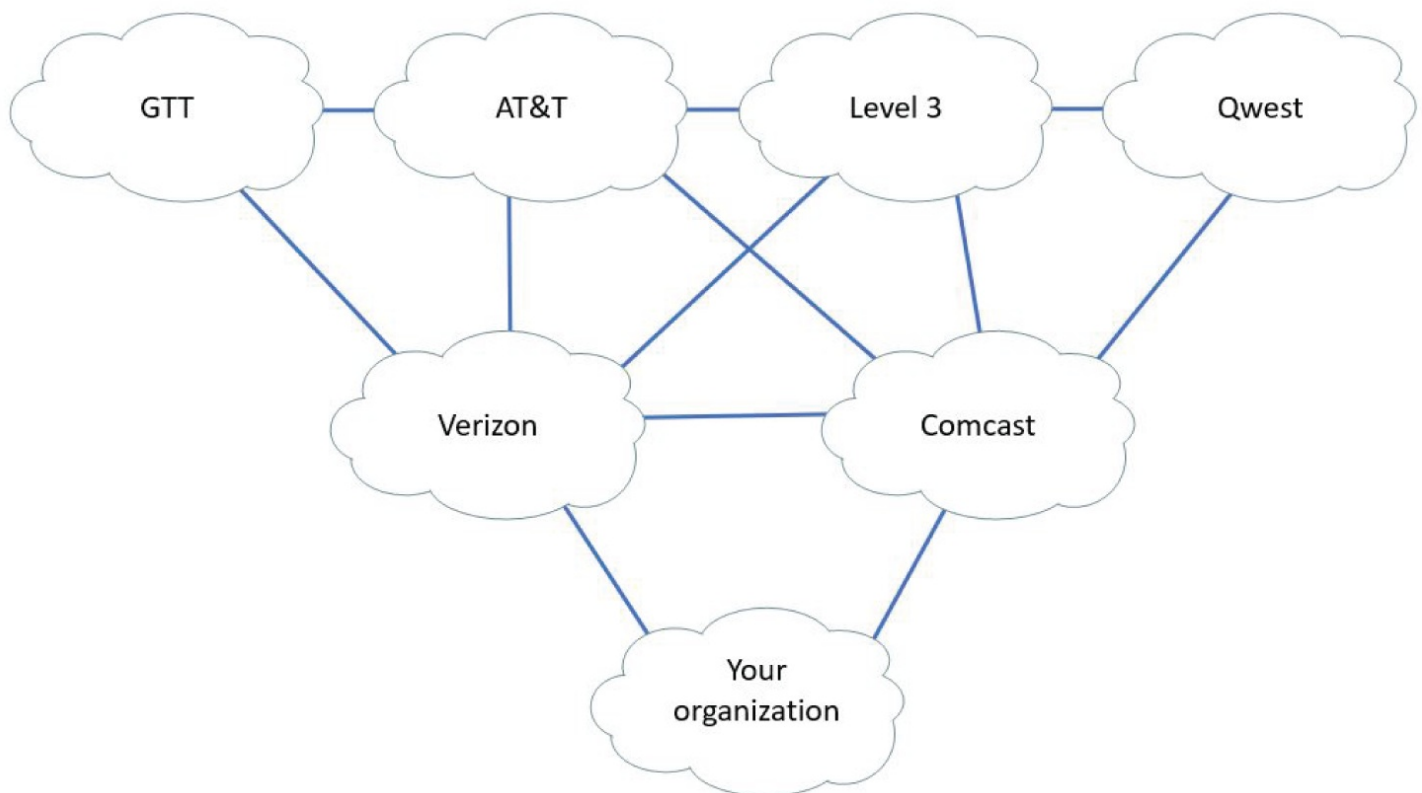 GTT
AT&T
Level 3
Qwest
Verizon
Comcast
Your
organization